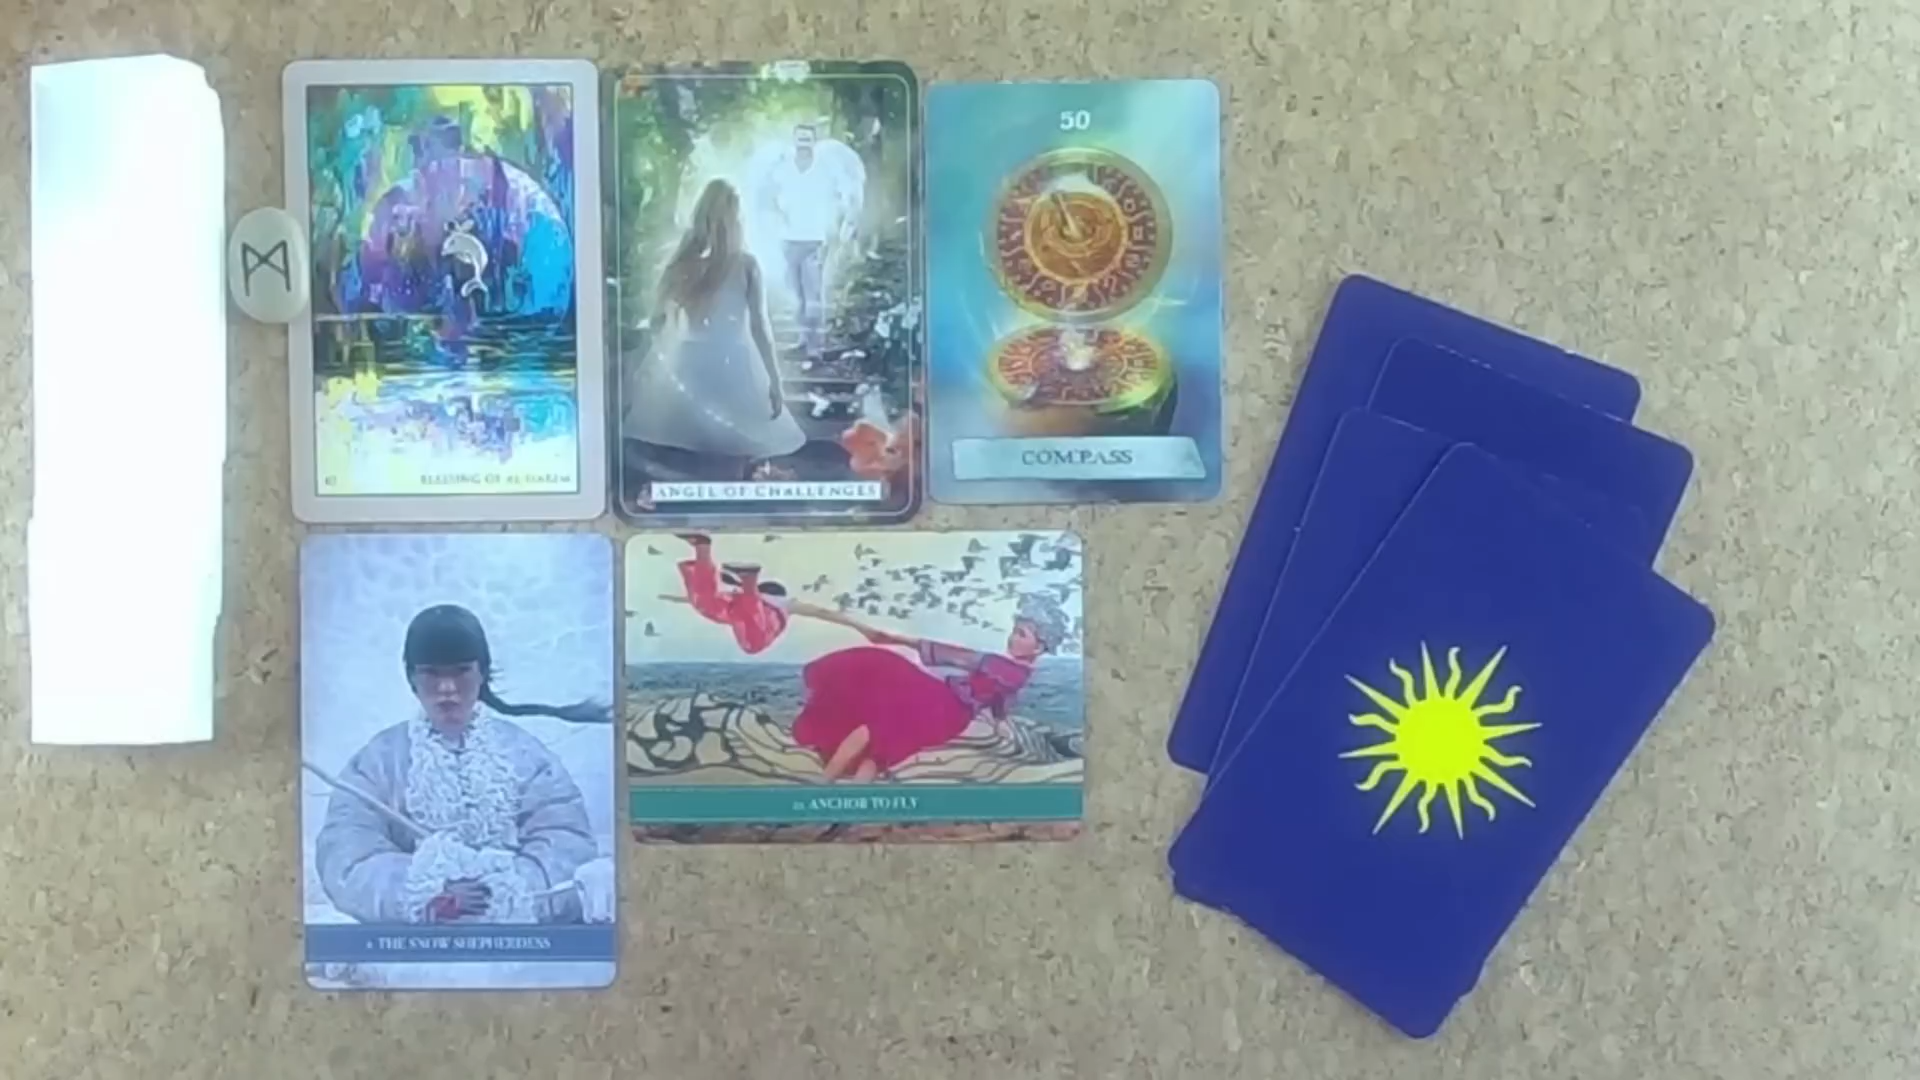 ᛗ
BLESSING OF AL-HAKIM
ANGEL OF CHALLENGES
50
COMPASS
THE SNOW SHEPHERDESS
ANCHOR TO FLY